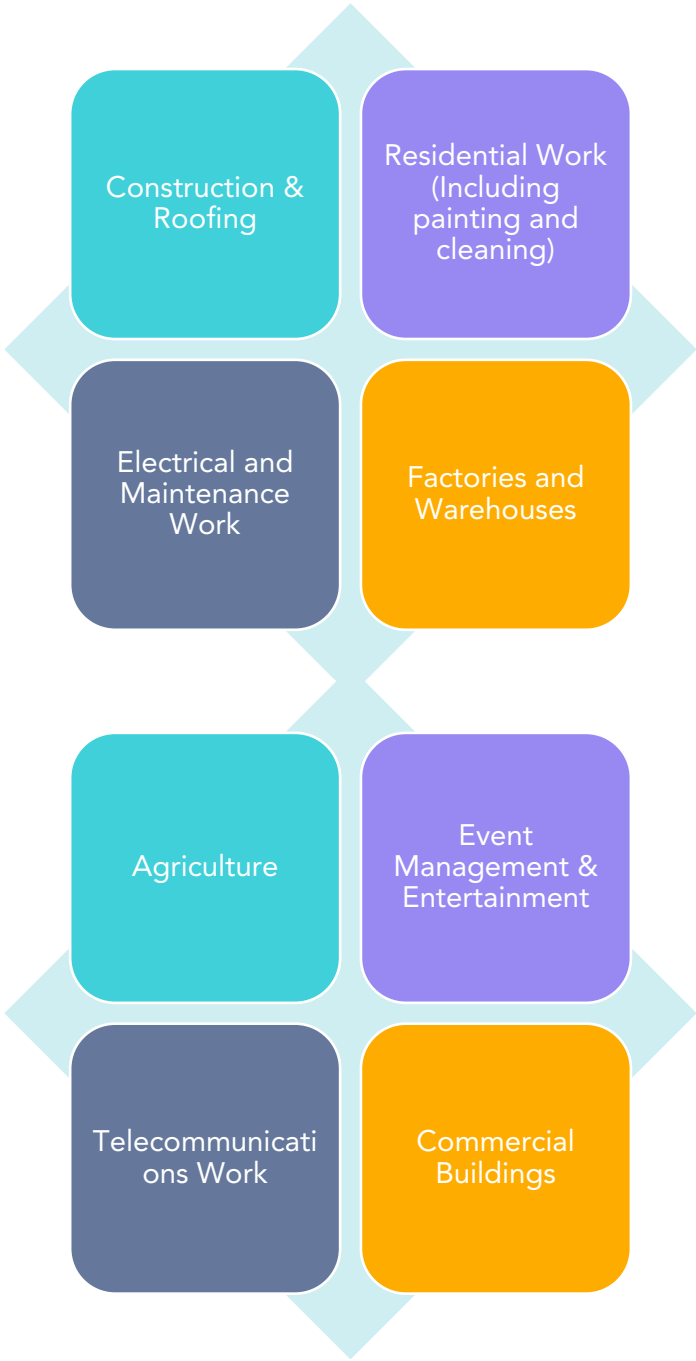 Construction &
Roofing
Residential Work
(Including
painting and
cleaning)
Electrical and
Maintenance
Work
Factories and
Warehouses
Agriculture
Event
Management &
Entertainment
Telecommunicati
ons Work
Commercial
Buildings